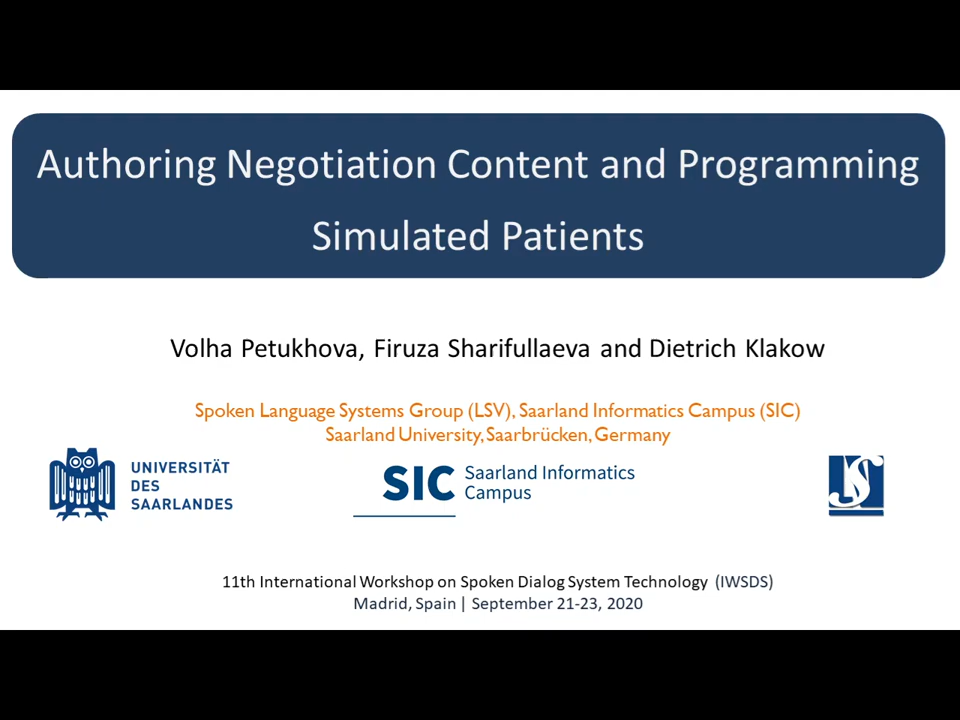 Authoring Negotiation Content and Programming
Simulated Patients
Volha Petukhova, Firuza Sharifullaeva and Dietrich Klakow
Spoken Language Systems Group (LSV), Saarland Informatics Campus (SIC)
Saarland University, Saarbrücken, Germany
UNIVERSITÄT
DES
SAARLANDES
SIC Saarland Informatics
Campus
11th International Workshop on Spoken Dialog System Technology (IWSDS)
Madrid, Spain | September 21-23, 2020